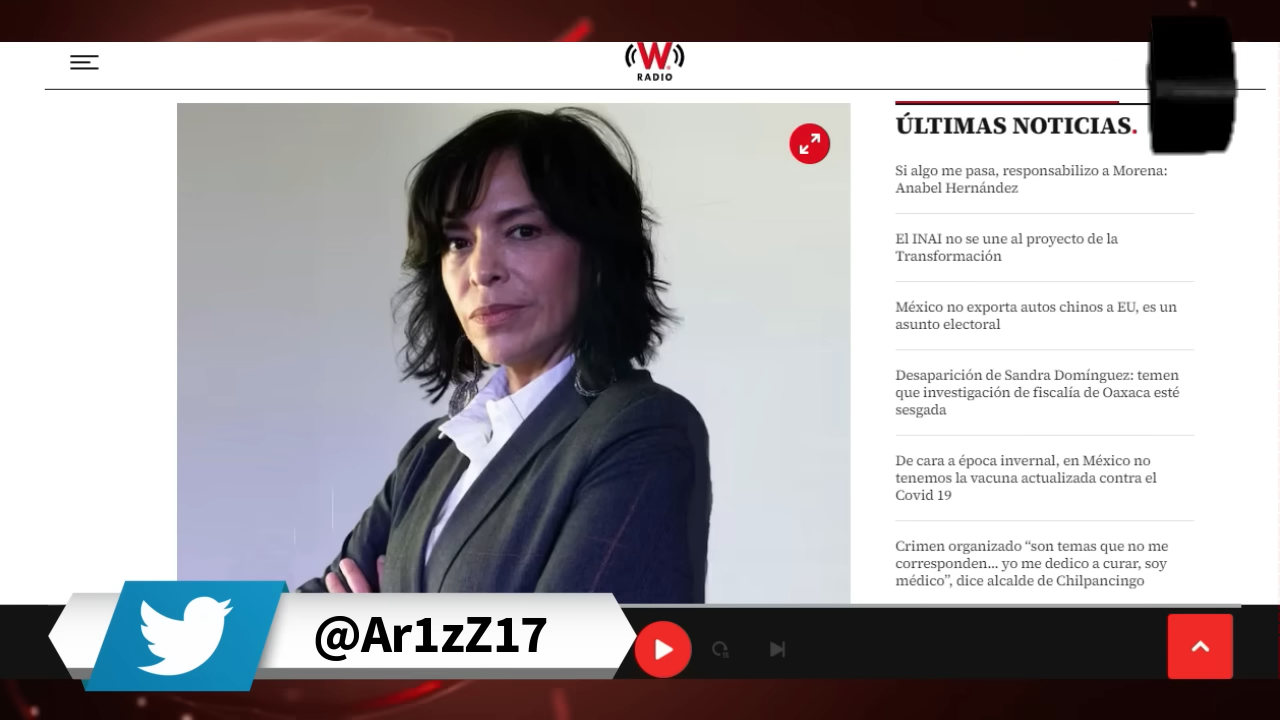 W
RADIO
ÚLTIMAS NOTICIAS.
Si algo me pasa, responsabilizo a Morena:
Anabel Hernández
El INAI no se une al proyecto de la
Transformación
México no exporta autos chinos a EU, es un
asunto electoral
Desaparición de Sandra Domínguez: temen
que investigación de fiscalía de Oaxaca esté
sesgada
De cara a época invernal, en México no
tenemos la vacuna actualizada contra el
Covid 19
Crimen organizado “son temas que no me
corresponden... yo me dedico a curar, soy
médico”, dice alcalde de Chilpancingo
@Ar1zZ17